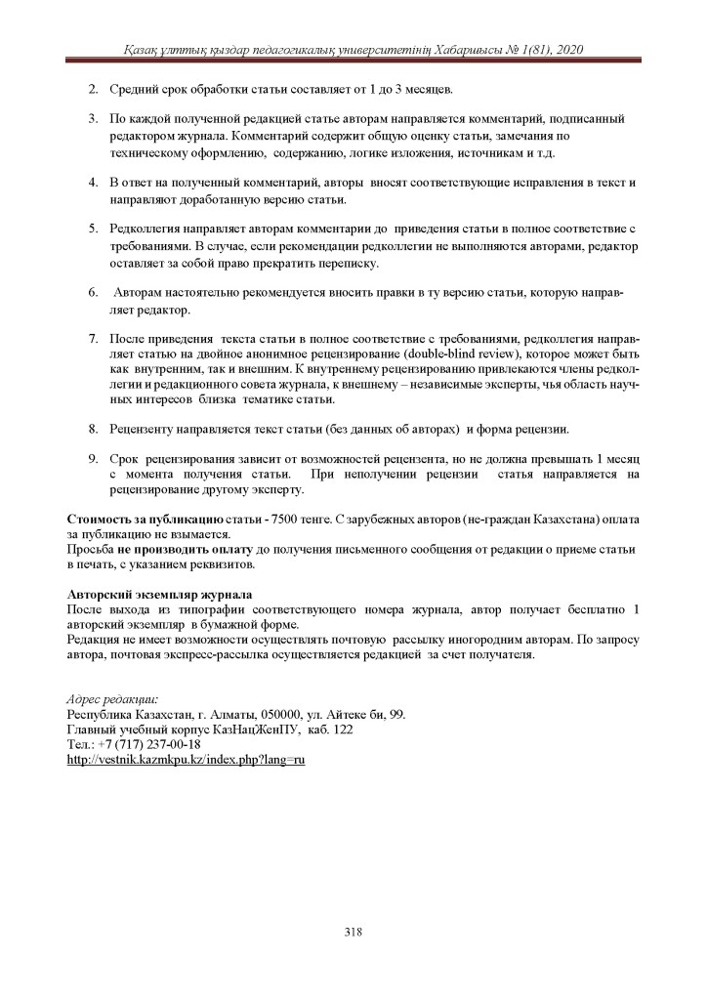 Қазақ ұлттық қыздар педагогикалық университетінің Хабаршысы № 1(81), 2020
2. Средний срок обработки статьи составляет от 1 до 3 месяцев.
3. По каждой полученной редакцией статье авторам направляется комментарий, подписанный
редактором журнала. Комментарий содержит общую оценку статьи, замечания по
техническому оформлению, содержанию, логике изложения, источникам и т.д.
4. В ответ на полученный комментарий, авторы вносят соответствующие исправления в текст и
направляют доработанную версию статьи.
5. Редколлегия направляет авторам комментарии до приведения статьи в полное соответствие с
требованиями. В случае, если рекомендации редколлегии не выполняются авторами, редактор
оставляет за собой право прекратить переписку.
6. Авторам настоятельно рекомендуется вносить правки в ту версию статьи, которую направ-
ляет редактор.
7. После приведения текста статьи в полное соответствие с требованиями, редколлегия направ-
ляет статью на двойное анонимное рецензирование (double-blind review), которое может быть
как внутренним, так и внешним. К внутреннему рецензированию привлекаются члены редкол-
легии и редакционного совета журнала, к внешнему – независимые эксперты, чья область науч-
ных интересов близка тематике статьи.
8. Рецензенту направляется текст статьи (без данных об авторах) и форма рецензии.
9. Срок рецензирования зависит от возможностей рецензента, но не должна превышать 1 месяц
с момента получения статьи. При неполучении рецензии статья направляется на
рецензирование другому эксперту.
Стоимость за публикацию статьи - 7500 тенге. С зарубежных авторов (не-граждан Казахстана) оплата
за публикацию не взымается.
Просьба не производить оплату до получения письменного сообщения от редакции о приеме статьи
в печать, с указанием реквизитов.
Авторский экземпляр журнала
После выхода из типографии соответствующего номера журнала, автор получает бесплатно 1
авторский экземпляр в бумажной форме.
Редакция не имеет возможности осуществлять почтовую рассылку иногородним авторам. По запросу
автора, почтовая экспресс-рассылка осуществляется редакцией за счет получателя.
Адрес редакции:
Республика Казахстан, г. Алматы, 050000, ул. Айтеке би, 99.
Главный учебный корпус КазНацЖенПУ, каб. 122
Тел.: +7 (717) 237-00-18
http://vestnik.kazmkpu.kz/index.php?lang=ru
318